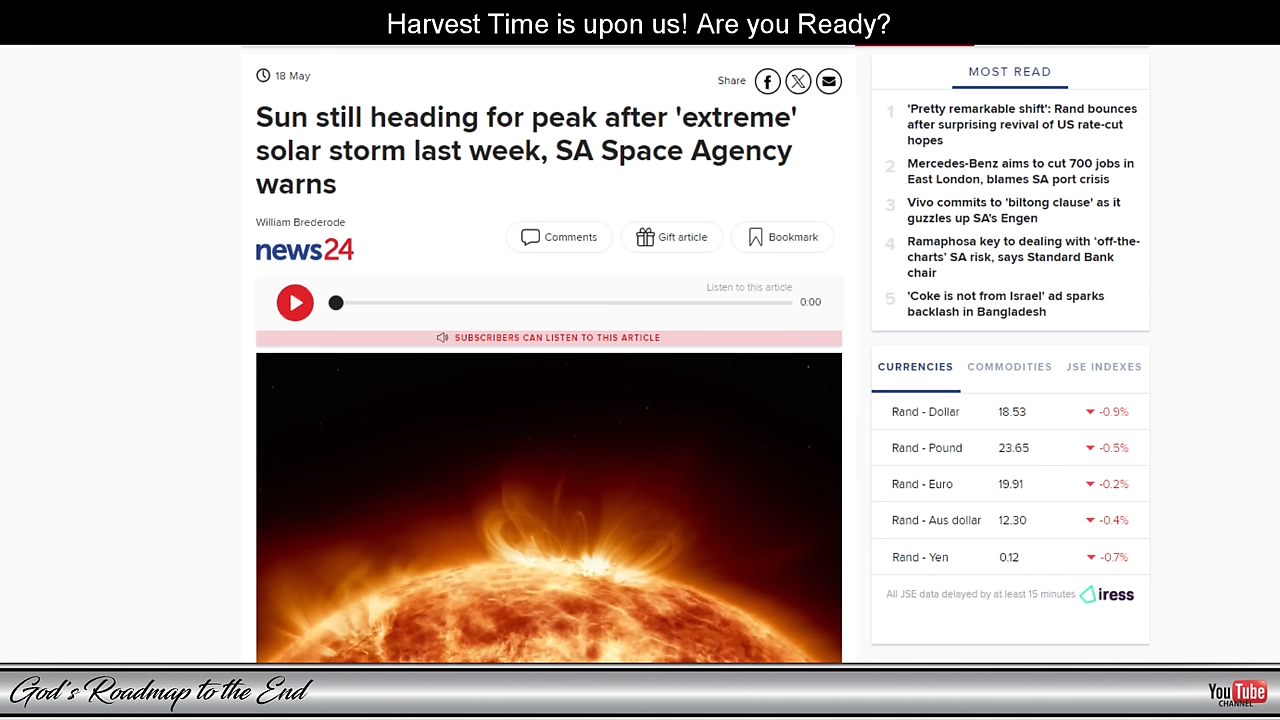 Harvest Time is upon us! Are you Ready?
18 May
Share
Sun still heading for peak after 'extreme'
solar storm last week, SA Space Agency
warns
William Brederode
news24
Comments
Gift article
Bookmark
Listen to this article
0:00
SUBSCRIBERS CAN LISTEN TO THIS ARTICLE
MOST READ
1 'Pretty remarkable shift': Rand bounces
after surprising revival of US rate-cut
hopes
2 Mercedes-Benz aims to cut 700 jobs in
East London, blames SA port crisis
3 Vivo commits to 'biltong clause' as it
guzzles up SA's Engen
4 Ramaphosa key to dealing with ‘off-the-
charts’ SA risk, says Standard Bank
chair
5 'Coke is not from Israel' ad sparks
backlash in Bangladesh
CURRENCIES COMMODITIES JSE INDEXES
Rand - Dollar 18.53 -0.9%
Rand - Pound 23.65 -0.5%
Rand - Euro 19.91 -0.2%
Rand - Aus dollar 12.30 -0.4%
Rand - Yen 0.12 -0.7%
All JSE data delayed by at least 15 minutes iress
God's Roadmap to the End
YouTube
CHANNEL